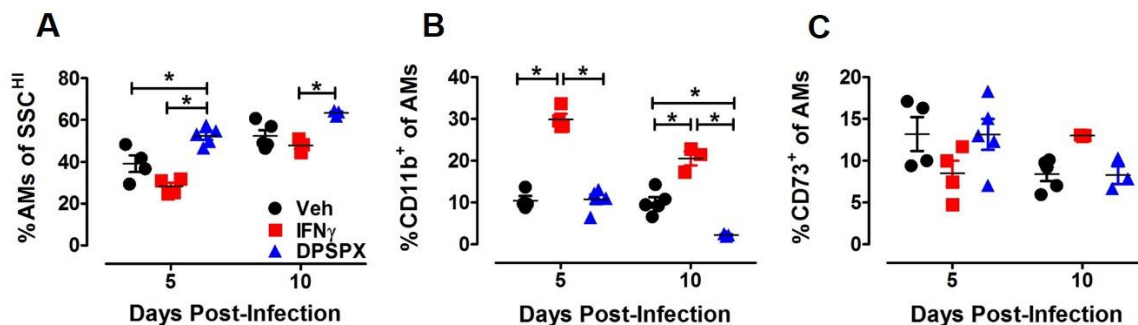 A
%AMs of SSC^HI
80
60
40
20
0
*
*
*
Veh
IFNγ
DPSPX
5
10
Days Post-Infection
B
%CD11b+ of AMs
40
30
20
10
0
*
*
*
*
*
5
10
Days Post-Infection
C
%CD73+ of AMs
20
15
10
5
0
5
10
Days Post-Infection